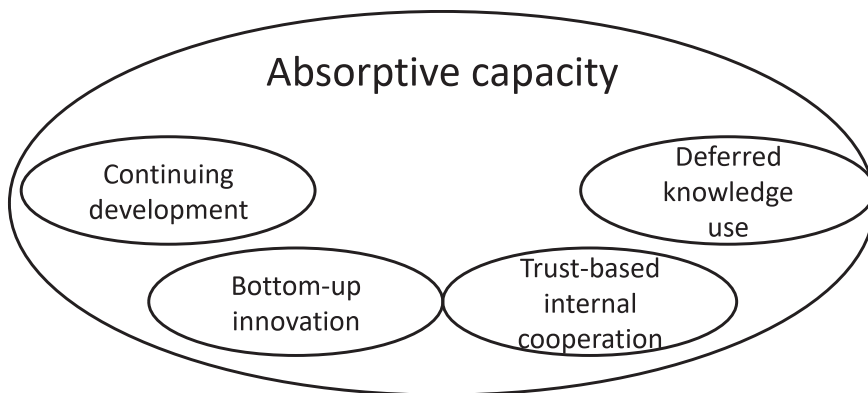 Absorptive capacity
Continuing
development
Deferred
knowledge
use
Bottom-up
innovation
Trust-based
internal
cooperation